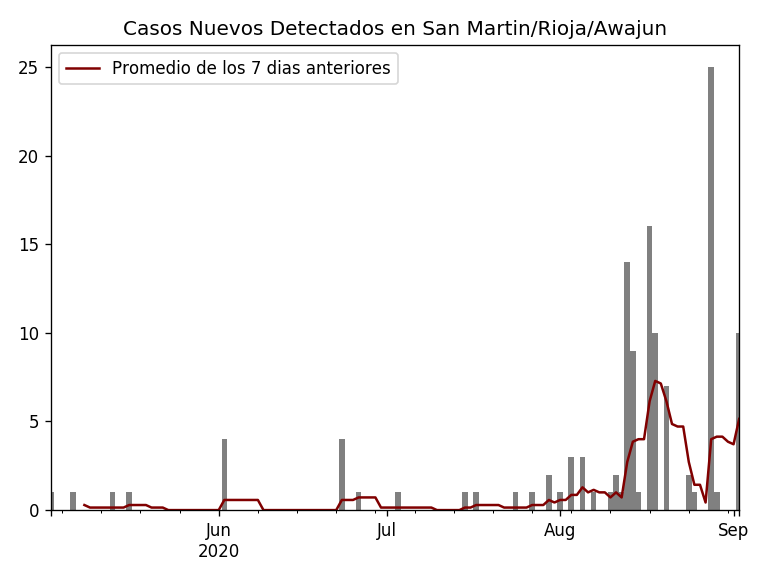 Casos Nuevos Detectados en San Martin/Rioja/Awajun
Promedio de los 7 dias anteriores
25
20
15
10
5
0
Jun
2020
Jul
Aug
Sep